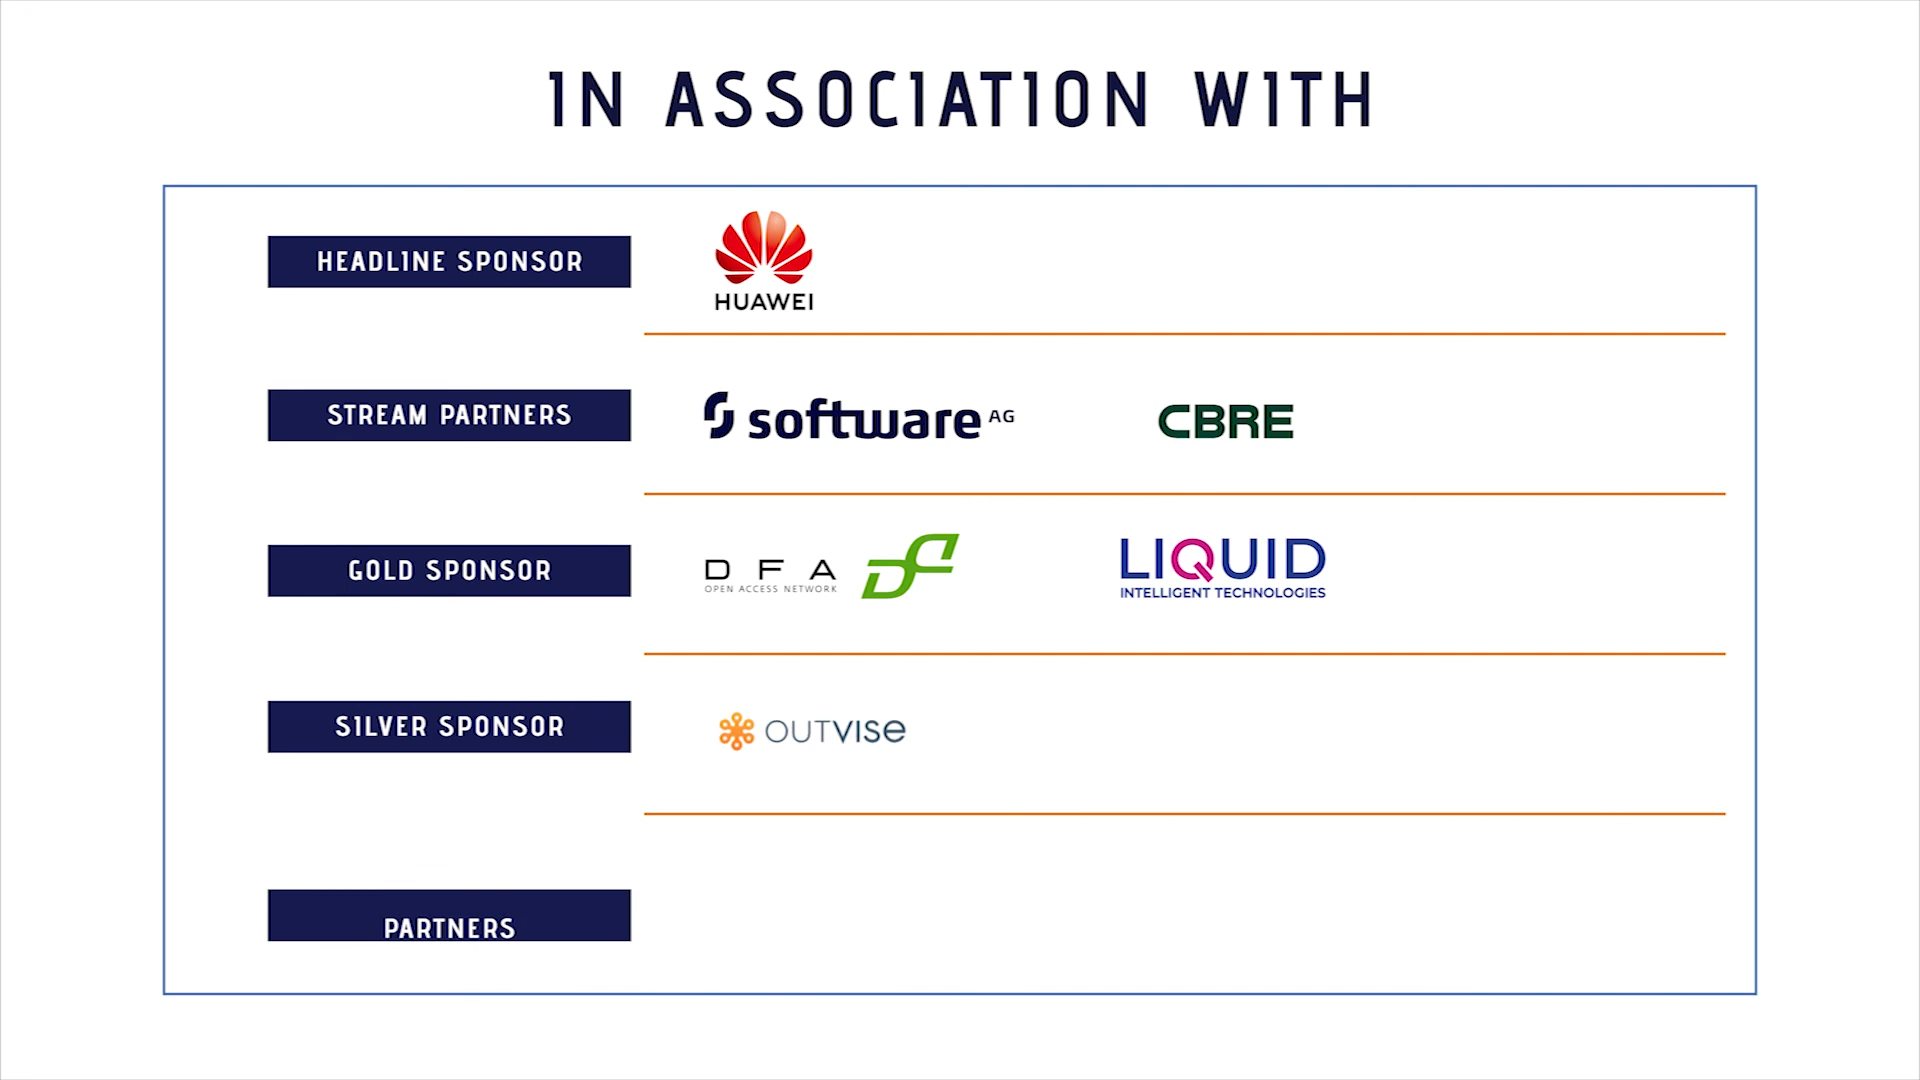 IN ASSOCIATION WITH
HEADLINE SPONSOR
HUAWEI
STREAM PARTNERS
software AG
CBRE
GOLD SPONSOR
DFA
OPEN ACCESS NETWORK
LIQUID
INTELLIGENT TECHNOLOGIES
SILVER SPONSOR
OUTVISE
PARTNERS